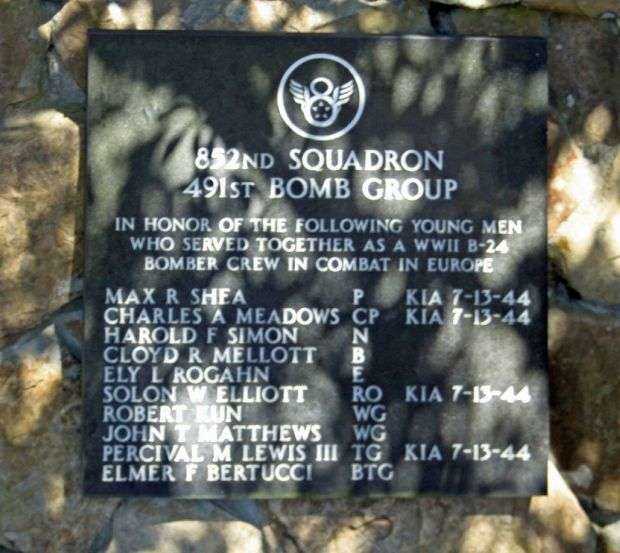 852ND SQUADRON
491ST BOMB GROUP
IN HONOR OF THE FOLLOWING YOUNG MEN
WHO SERVED TOGETHER AS A WWII B-24
BOMBER CREW IN COMBAT IN EUROPE
MAX R SHEA P KIA 7-13-44
CHARLES A MEADOWS CP KIA 7-13-44
HAROLD F SIMON N
CLOYD R MELLOTT B
ELY L ROGAHN E
SOLON W ELLIOTT RO KIA 7-13-44
ROBERT KUN WG
JOHN T MATTHEWS WG
PERCIVAL M LEWIS III TG KIA 7-13-44
ELMER F BERTUCCI BTG